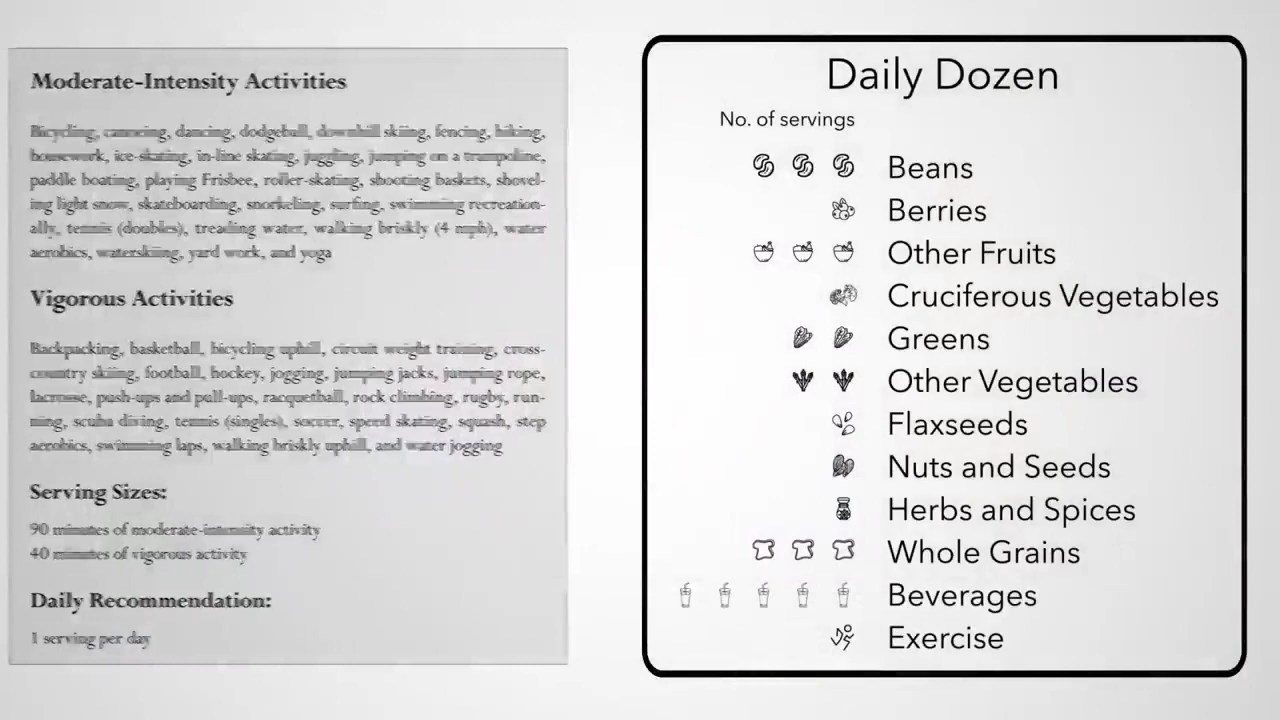 Moderate-Intensity Activities
Bicycling, canoeing, dancing, dodgeball, downhill skiing, fencing, hiking,
housework, ice-skating, in-line skating, juggling, jumping on a trampoline,
paddle boating, playing Frisbee, roller-skating, shooting baskets, shovel-
ing light snow, skateboarding, snorkeling, surfing, swimming recreation-
ally, tennis (doubles), treading water, walking briskly (4 mph), water
aerobics, waterskiing, yard work, and yoga
Vigorous Activities
Backpacking, basketball, bicycling uphill, circuit weight training, cross-
country skiing, football, hockey, jogging, jumping jacks, jumping rope,
lacrosse, push-ups and pull-ups, racquetball, rock climbing, rugby, run-
ning, scuba diving, tennis (singles), soccer, speed skating, squash, step
aerobics, swimming laps, walking briskly uphill, and water jogging
Serving Sizes:
90 minutes of moderate-intensity activity
40 minutes of vigorous activity
Daily Recommendation:
1 serving per day
Daily Dozen
No. of servings
Beans
Berries
Other Fruits
Cruciferous Vegetables
Greens
Other Vegetables
Flaxseeds
Nuts and Seeds
Herbs and Spices
Whole Grains
Beverages
Exercise